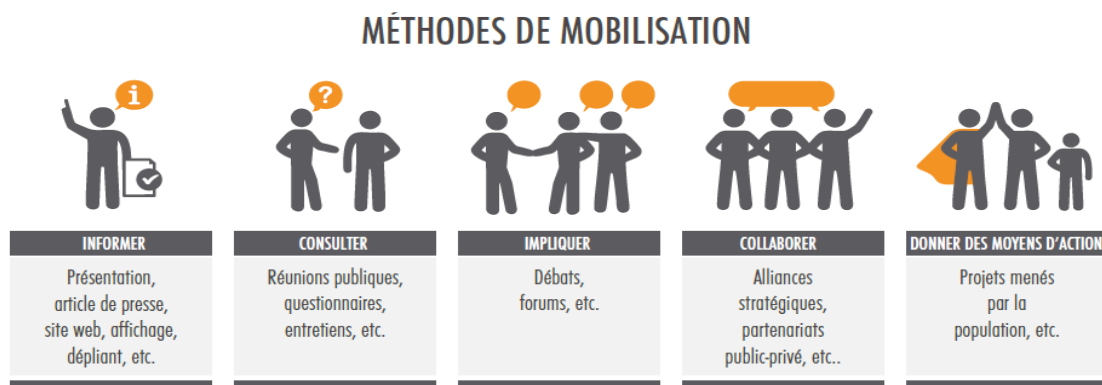 MÉTHODES DE MOBILISATION
i
?
INFORMER
Présentation,
article de presse,
site web, affichage,
dépliant, etc.
CONSULTER
Réunions publiques,
questionnaires,
entretiens, etc.
IMPLIQUER
Débats,
forums, etc.
COLLABORER
Alliances
stratégiques,
partenariats
public-privé, etc..
DONNER DES MOYENS D'ACTION
Projets menés
par la
population, etc.